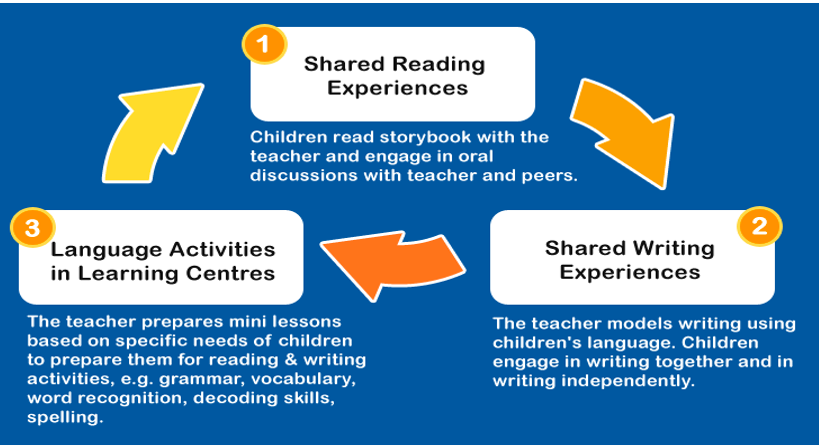 1
Shared Reading
Experiences
Children read storybook with the
teacher and engage in oral
discussions with teacher and peers.
2
Shared Writing
Experiences
The teacher models writing using
children's language. Children
engage in writing together and in
writing independently.
3
Language Activities
in Learning Centres
The teacher prepares mini lessons
based on specific needs of children
to prepare them for reading & writing
activities, e.g. grammar, vocabulary,
word recognition, decoding skills,
spelling.